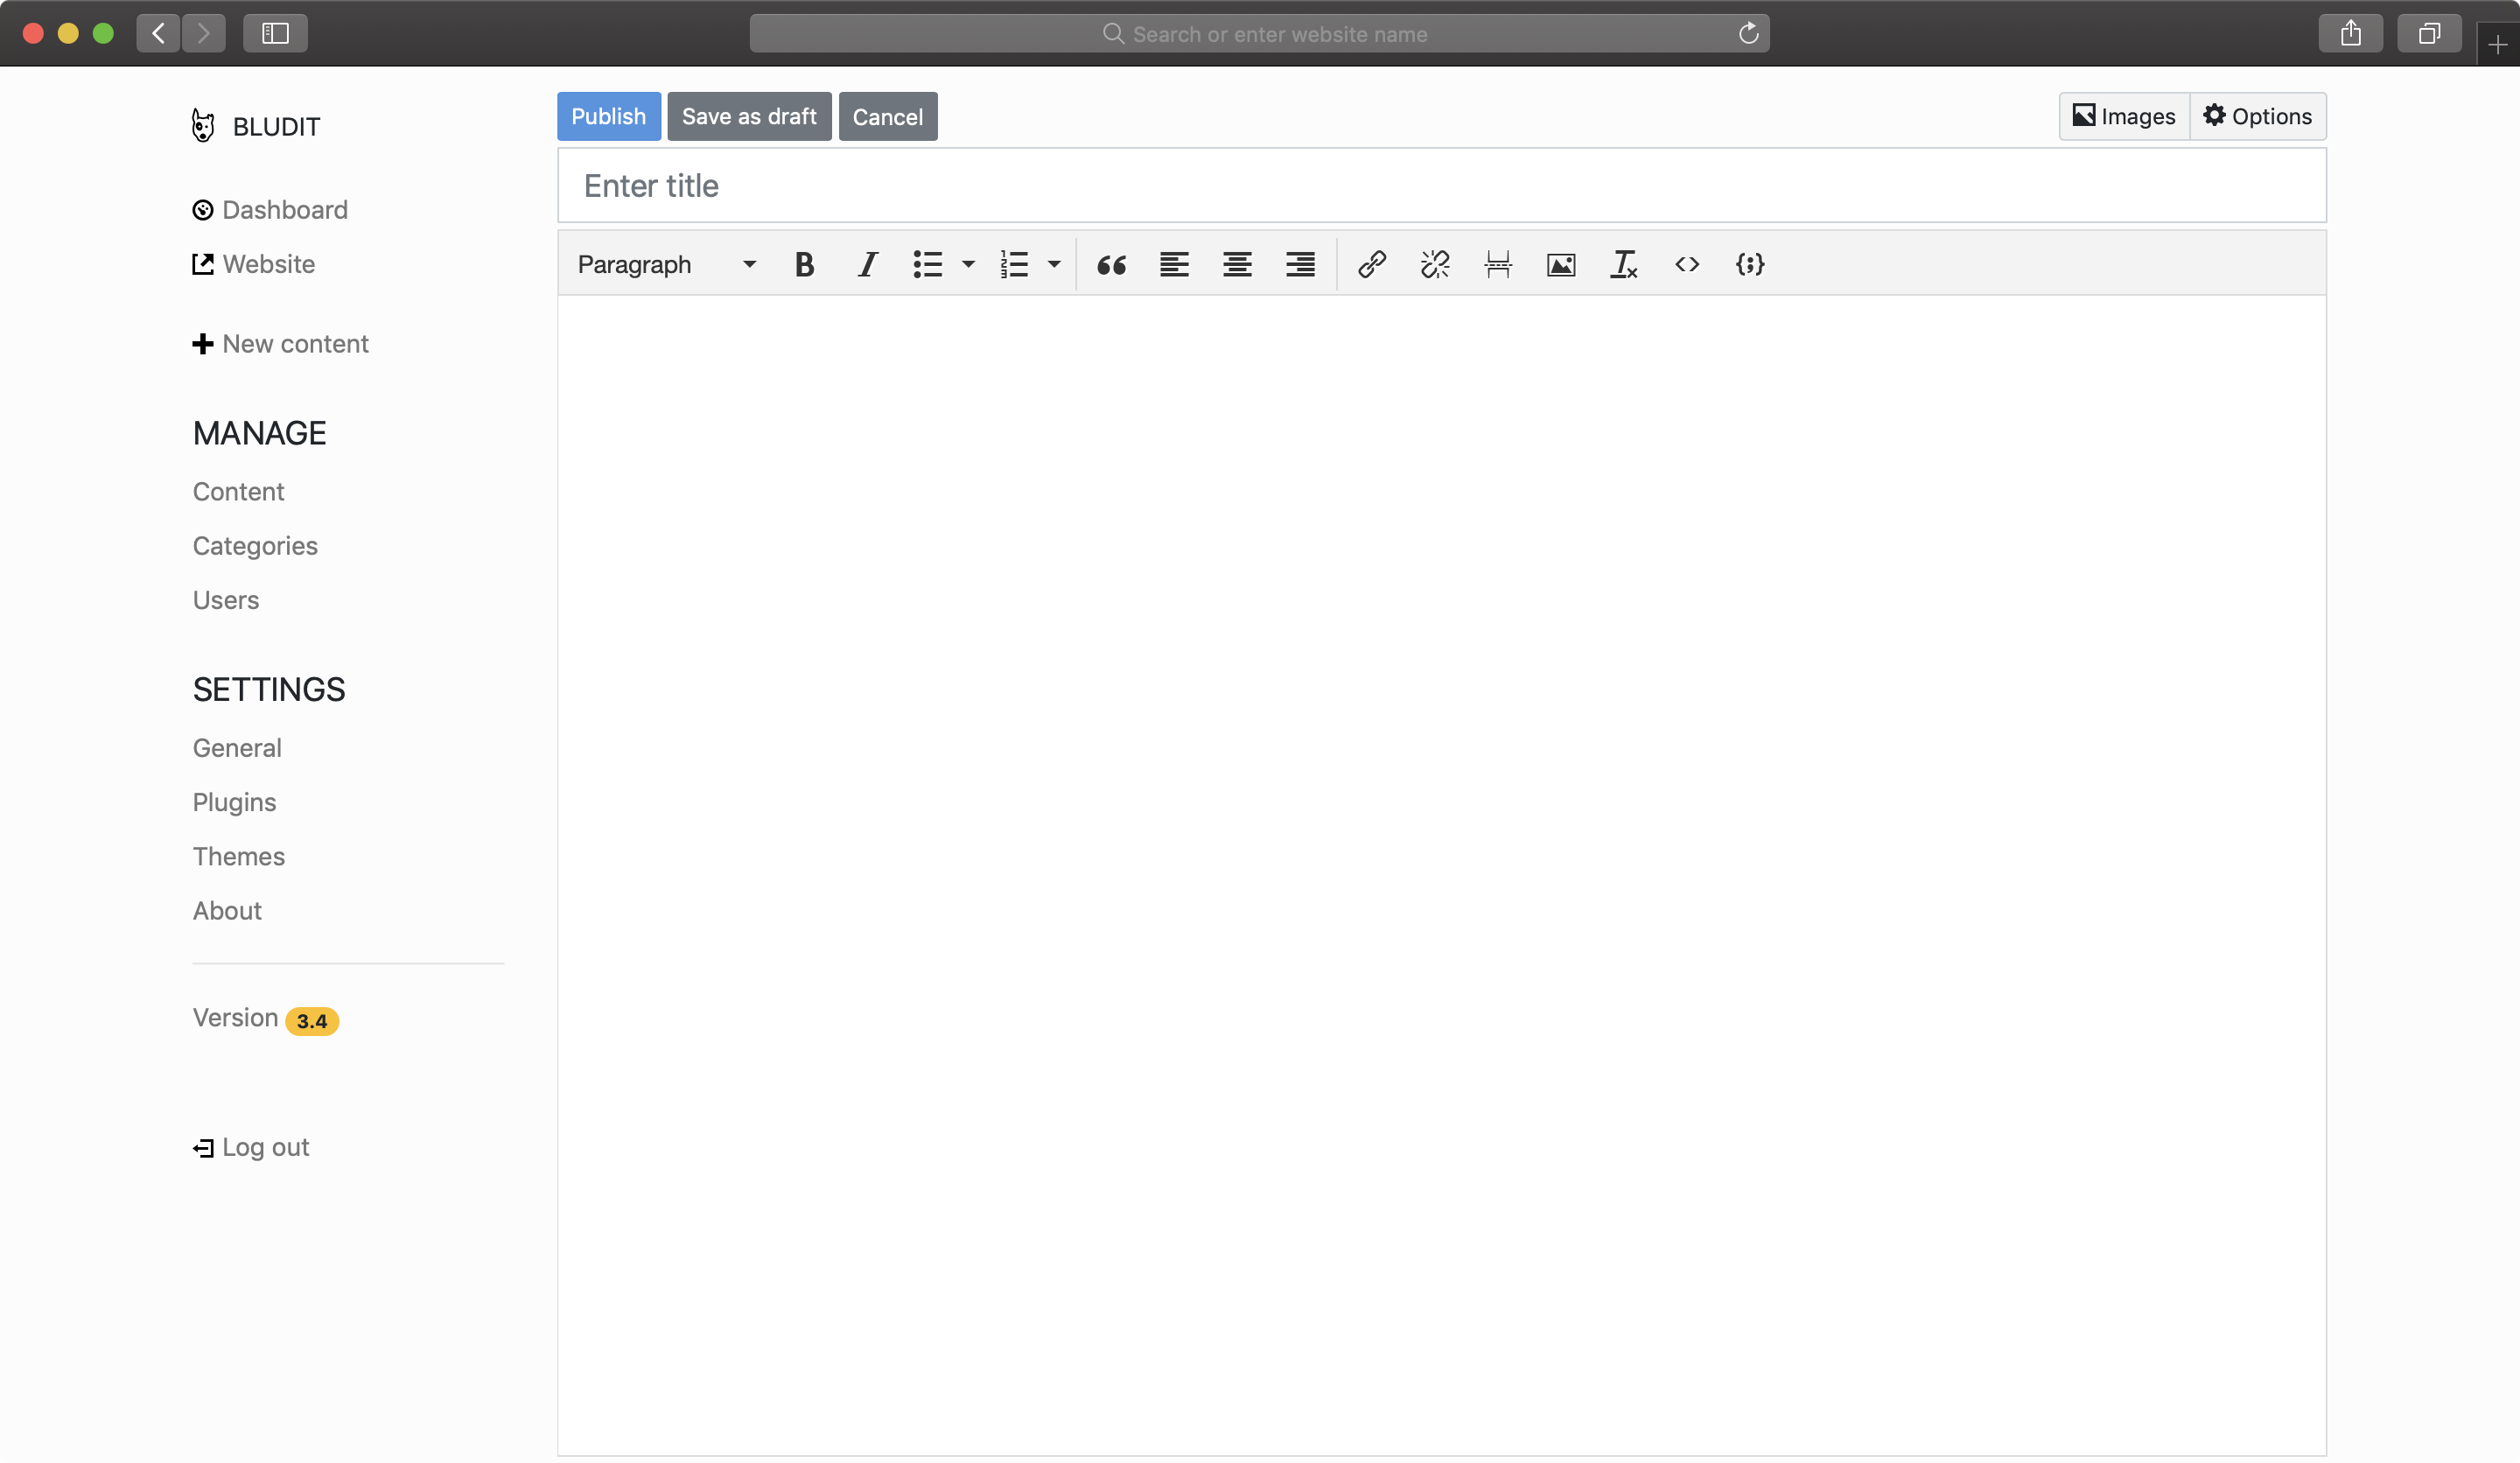 Search or enter website name
BLUDIT
Dashboard
Website
New content
MANAGE
Content
Categories
Users
SETTINGS
General
Plugins
Themes
About
Version 3.4
Log out
Publish Save as draft Cancel
Images Options
Enter title
Paragraph